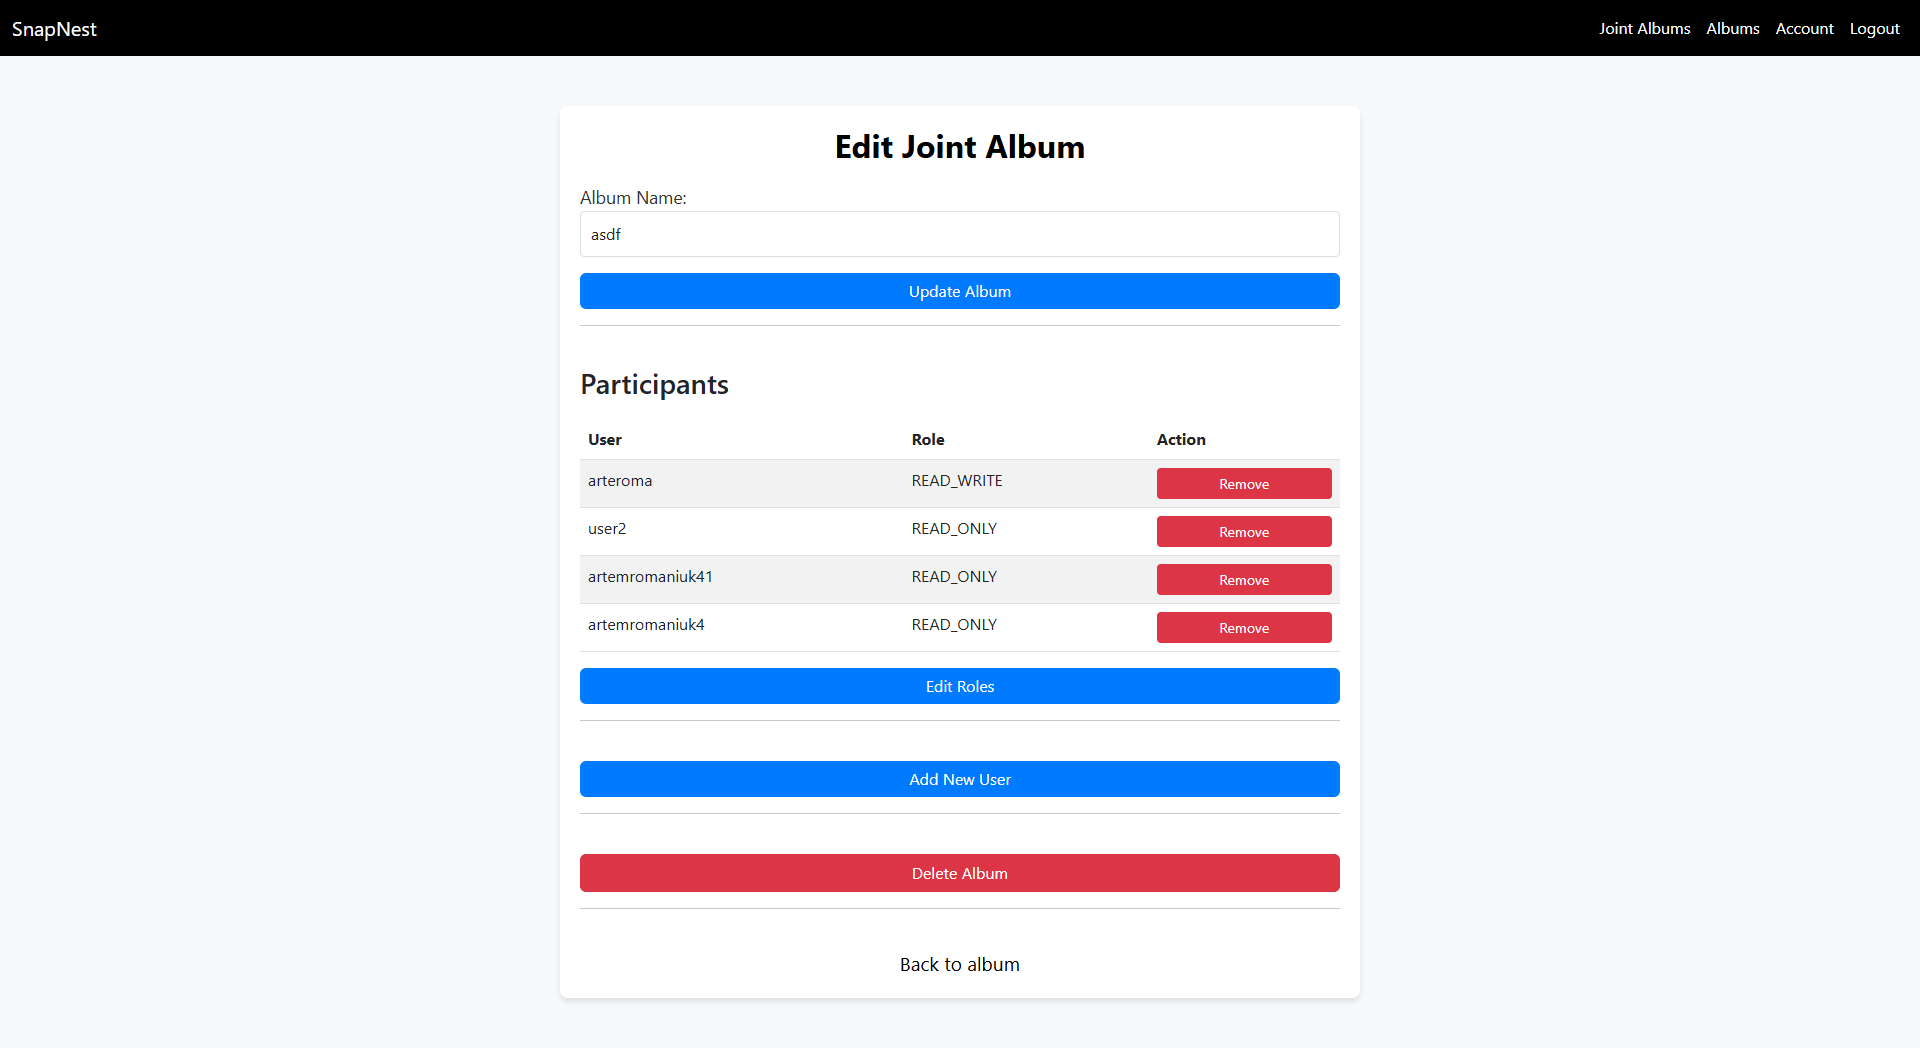 SnapNest Joint Albums Albums Account Logout
Edit Joint Album
Album Name:
asdf
Update Album
Participants
User Role Action
arteroma READ_WRITE Remove
user2 READ_ONLY Remove
artemromaniuk41 READ_ONLY Remove
artemromaniuk4 READ_ONLY Remove
Edit Roles
Add New User
Delete Album
Back to album